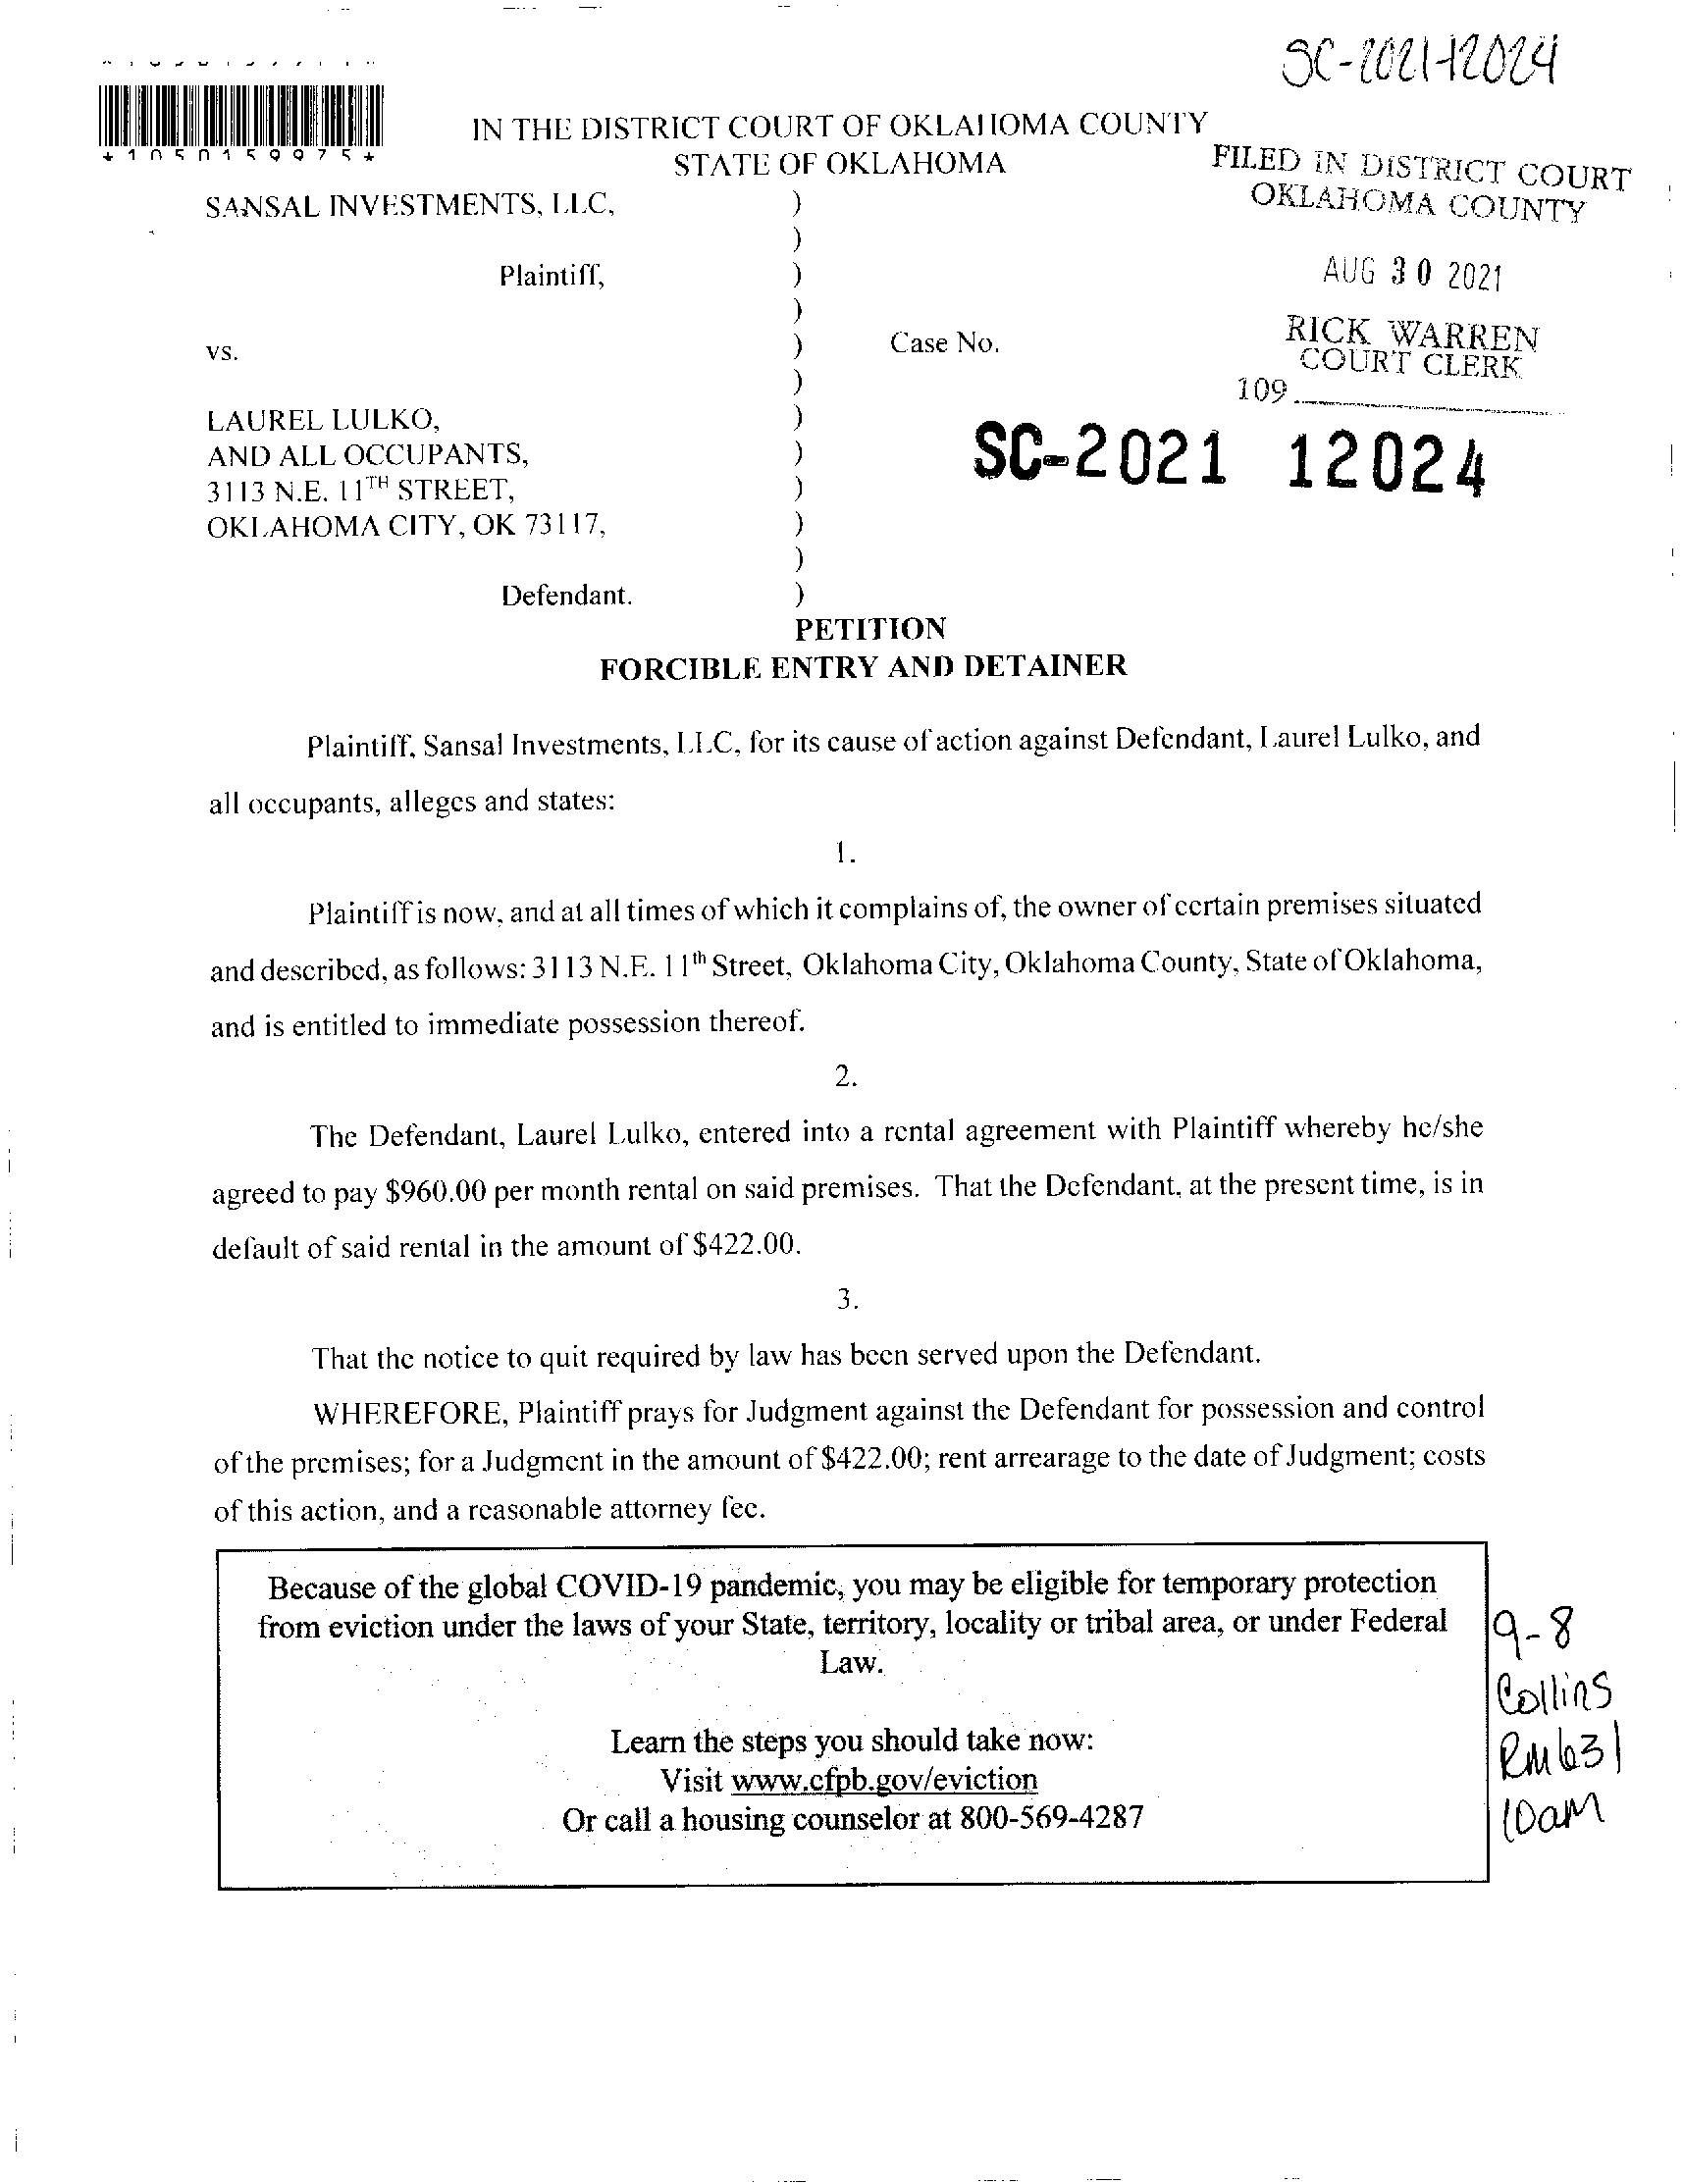 SC-2021-12024
*1050159975*
IN THE DISTRICT COURT OF OKLAHOMA COUNTY
STATE OF OKLAHOMA
FILED IN DISTRICT COURT
OKLAHOMA COUNTY
SANSAL INVESTMENTS, LLC, )
)
Plaintiff, )
AUG 30 2021
)
vs. ) Case No.
RICK WARREN
COURT CLERK
)
109
LAUREL LULKO, )
AND ALL OCCUPANTS, )
SC-2021 12024
3113 N.E. 11TH STREET, )
OKLAHOMA CITY, OK 73117, )
)
Defendant. )
PETITION
FORCIBLE ENTRY AND DETAINER
Plaintiff, Sansal Investments, LLC, for its cause of action against Defendant, Laurel Lulko, and
all occupants, alleges and states:
1.
Plaintiff is now, and at all times of which it complains of, the owner of certain premises situated
and described, as follows: 3113 N.E. 11th Street, Oklahoma City, Oklahoma County, State of Oklahoma,
and is entitled to immediate possession thereof.
2.
The Defendant, Laurel Lulko, entered into a rental agreement with Plaintiff whereby he/she
agreed to pay $960.00 per month rental on said premises. That the Defendant, at the present time, is in
default of said rental in the amount of $422.00.
3.
That the notice to quit required by law has been served upon the Defendant.
WHEREFORE, Plaintiff prays for Judgment against the Defendant for possession and control
of the premises; for a Judgment in the amount of $422.00; rent arrearage to the date of Judgment; costs
of this action, and a reasonable attorney fee.
Because of the global COVID-19 pandemic, you may be eligible for temporary protection
from eviction under the laws of your State, territory, locality or tribal area, or under Federal
Law.
Learn the steps you should take now:
Visit www.cfpb.gov/eviction
Or call a housing counselor at 800-569-4287
9-8
Collins
Rm 631
10am